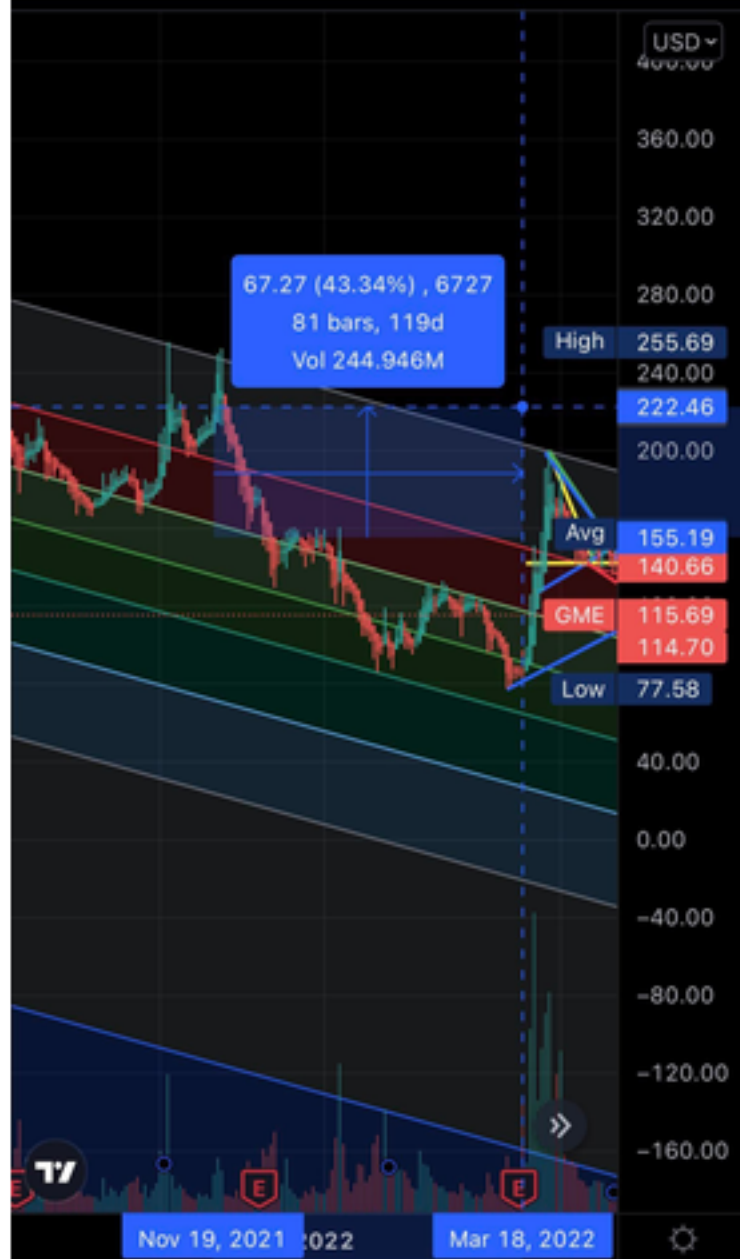 USD
400.00
360.00
320.00
280.00
67.27 (43.34%) , 6727
81 bars, 119d
Vol 244.946M
High 255.69
240.00
222.46
200.00
Avg 155.19
140.66
GME 115.69
114.70
Low 77.58
40.00
0.00
−40.00
−80.00
−120.00
−160.00
E E E
Nov 19, 2021 2022 Mar 18, 2022